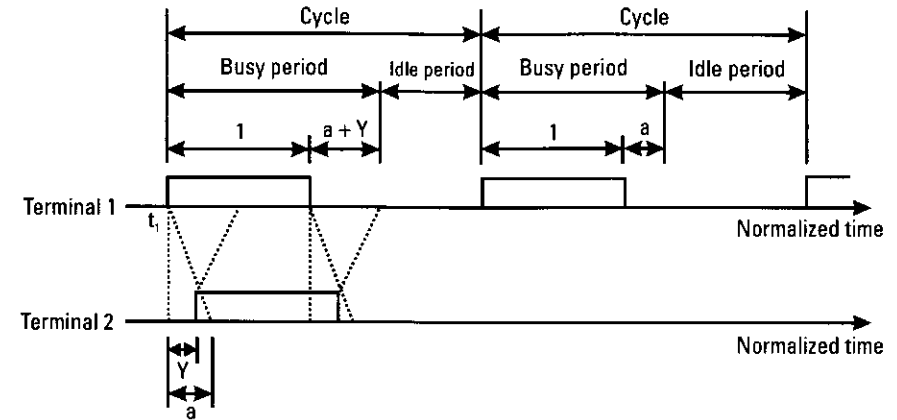 Cycle Cycle
Busy period Idle period Busy period Idle period
1 a + Y 1 a
Terminal 1
t₁
Normalized time
Terminal 2
Normalized time
Y
a